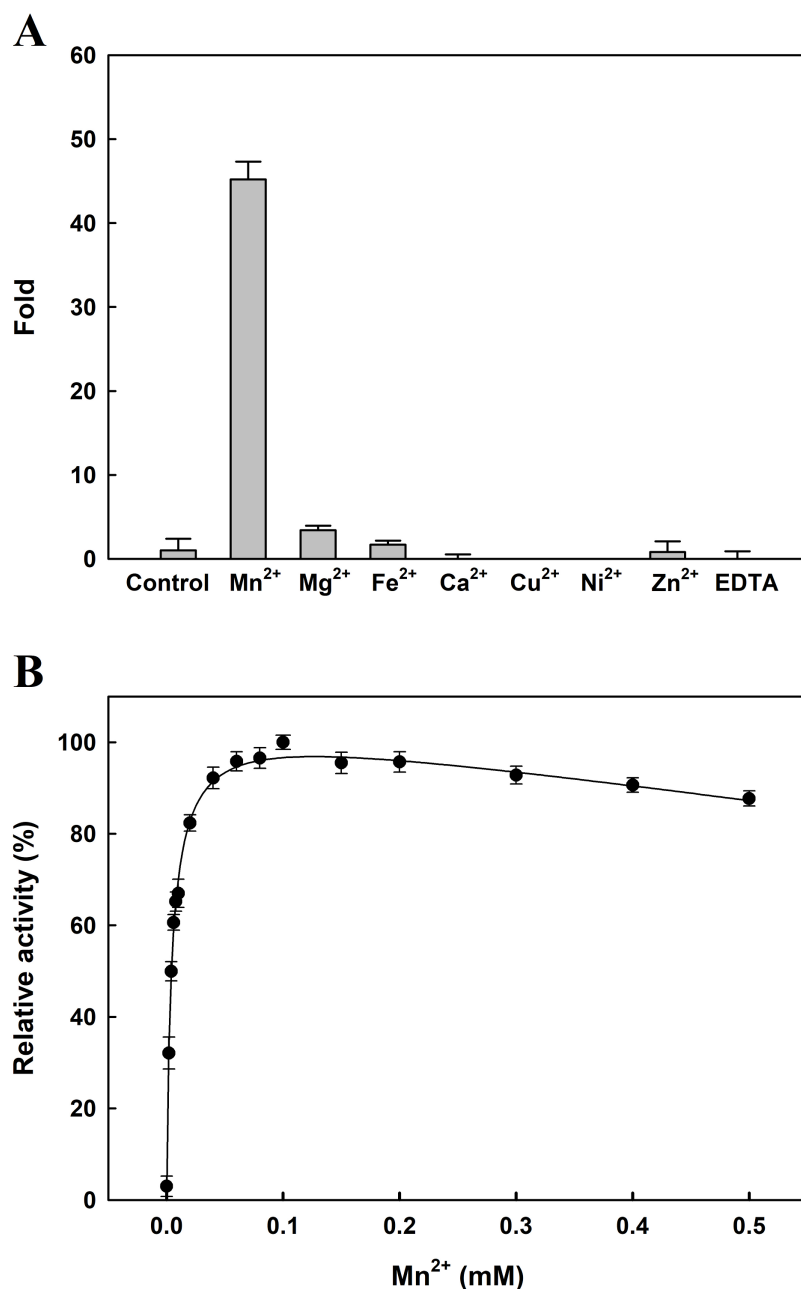 A
60
50
40
30
20
10
0
Fold
Control Mn²⁺ Mg²⁺ Fe²⁺ Ca²⁺ Cu²⁺ Ni²⁺ Zn²⁺ EDTA
B
100
80
60
40
20
0
Relative activity (%)
0.0 0.1 0.2 0.3 0.4 0.5
Mn²⁺ (mM)